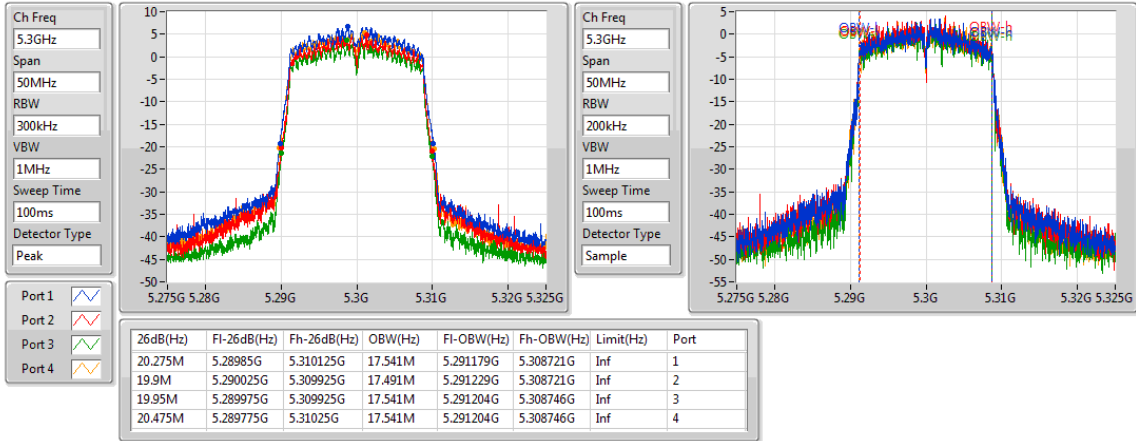 Ch Freq
5.3GHz
Span
50MHz
RBW
300kHz
VBW
1MHz
Sweep Time
100ms
Detector Type
Peak
10
5
0
-5
-10
-15
-20
-25
-30
-35
-40
-45
-50
5.275G 5.28G 5.29G 5.3G 5.31G 5.32G 5.325G
Ch Freq
5.3GHz
Span
50MHz
RBW
200kHz
VBW
1MHz
Sweep Time
100ms
Detector Type
Sample
5
0
-5
-10
-15
-20
-25
-30
-35
-40
-45
-50
-55
5.275G 5.28G 5.29G 5.3G 5.31G 5.32G 5.325G
Port 1
Port 2
Port 3
Port 4
26dB(Hz) Fl-26dB(Hz) Fh-26dB(Hz) OBW(Hz) Fl-OBW(Hz) Fh-OBW(Hz) Limit(Hz) Port
20.275M 5.28985G 5.310125G 17.541M 5.291179G 5.308721G Inf 1
19.9M 5.290025G 5.309925G 17.491M 5.291229G 5.308721G Inf 2
19.95M 5.289975G 5.309925G 17.541M 5.291204G 5.308746G Inf 3
20.475M 5.289775G 5.31025G 17.541M 5.291204G 5.308746G Inf 4